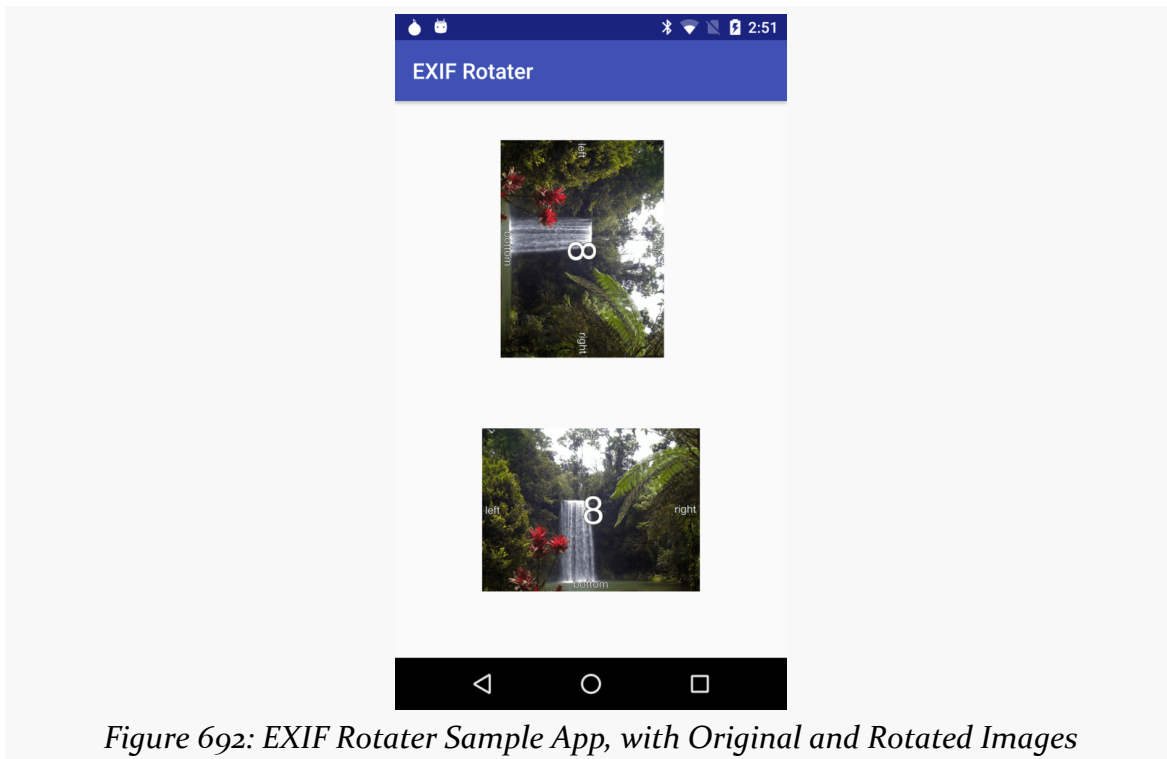 2:51
EXIF Rotater
left
8
bottom
right
8
left
right
bottom
Figure 692: EXIF Rotater Sample App, with Original and Rotated Images